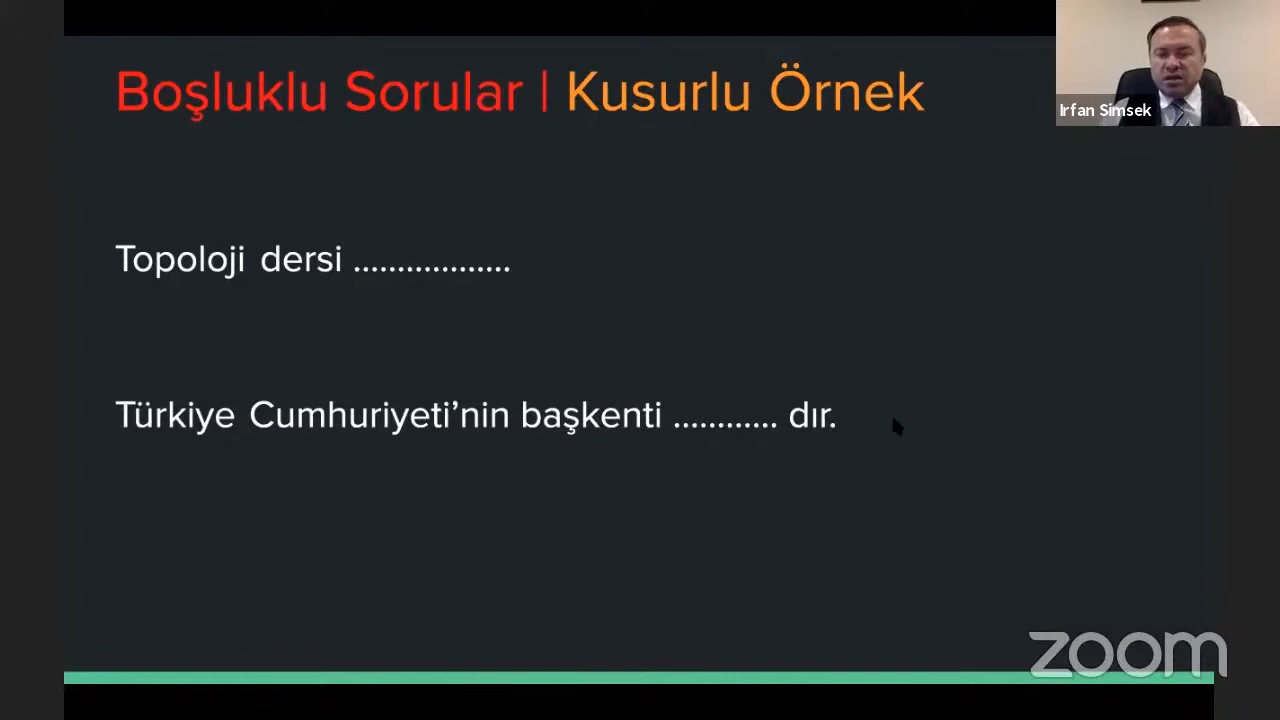 Boşluklu Sorular | Kusurlu Örnek
Irfan Simsek
Topoloji dersi ..................
Türkiye Cumhuriyeti’nin başkenti ............ dır.
zoom